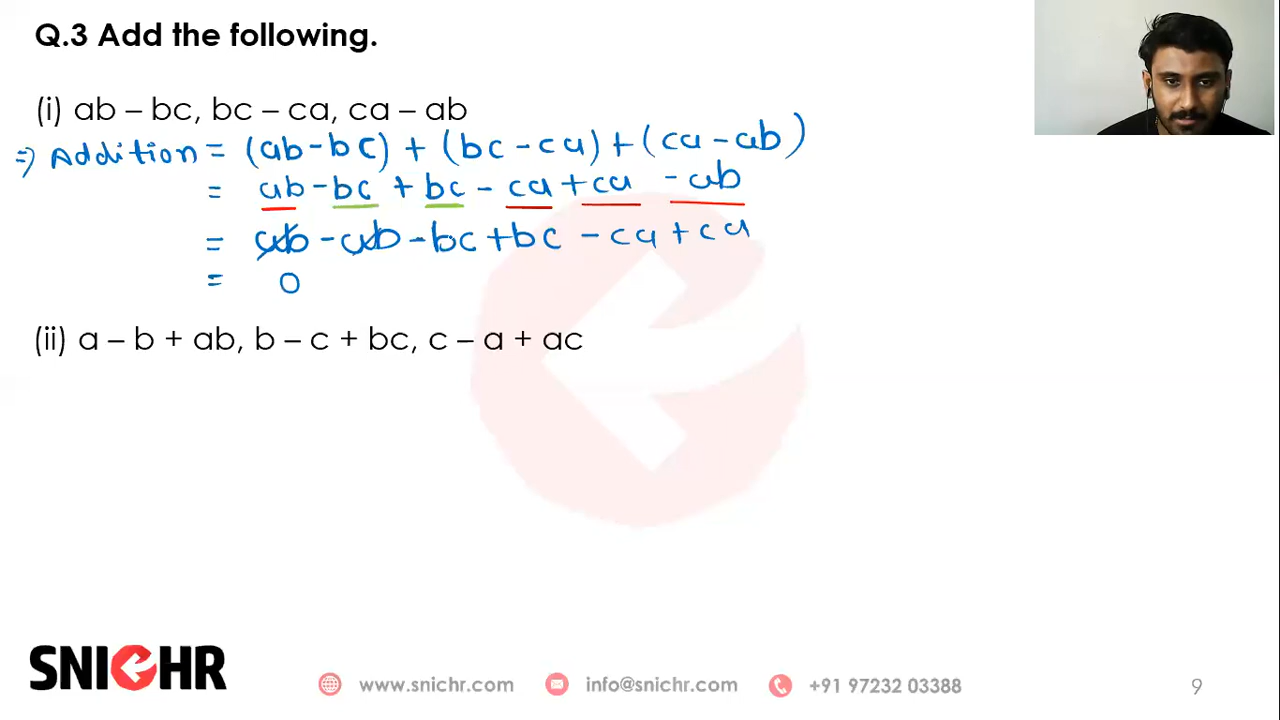 Q.3 Add the following.
(i) ab – bc, bc – ca, ca – ab
⇒ Addition = (ab - bc) + (bc - ca) + (ca - ab)
= ab - bc + bc - ca + ca - ab
= ab - ab - bc + bc - ca + ca
= 0
(ii) a – b + ab, b – c + bc, c – a + ac
SNICHR
www.snichr.com info@snichr.com +91 97232 03388 9